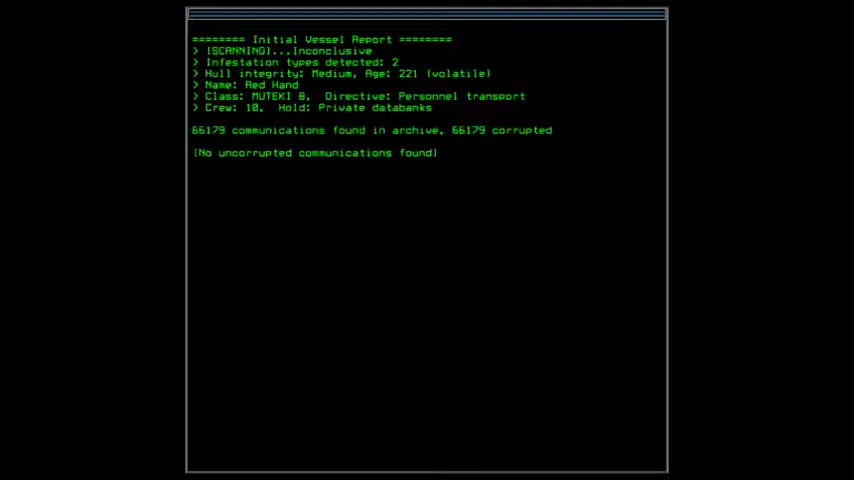 ======== Initial Vessel Report ========
> [SCANNING]...Inconclusive
> Infestation types detected: 2
> Hull integrity: Medium, Age: 221 (volatile)
> Name: Red Hand
> Class: MUTEKI B,  Directive: Personnel transport
> Crew: 10,  Hold: Private databanks
66179 communications found in archive, 66179 corrupted
[No uncorrupted communications found]